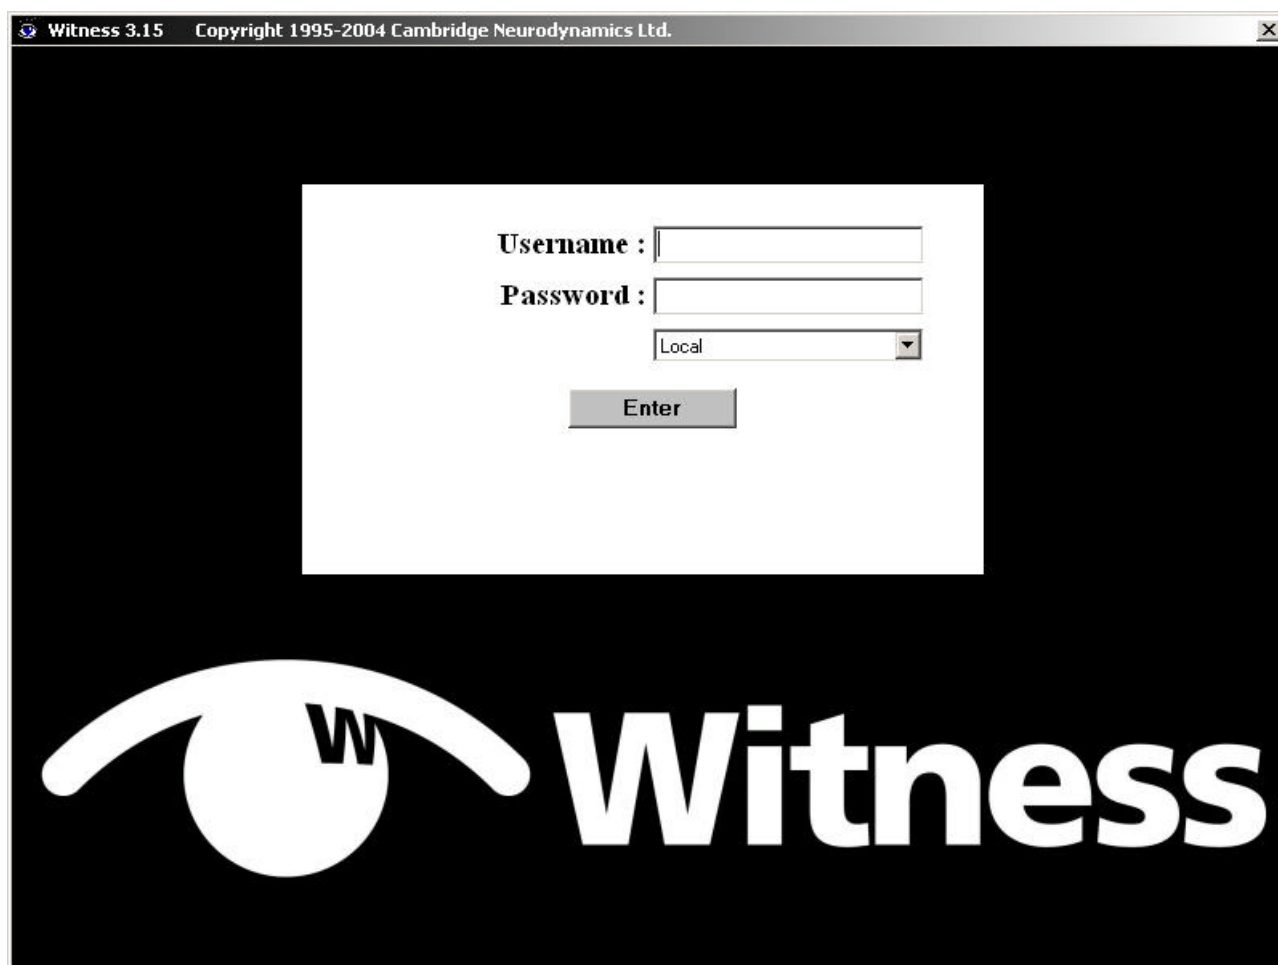 Witness 3.15 Copyright 1995-2004 Cambridge Neurodynamics Ltd.
Username :
Password :
Local
Enter
W
Witness